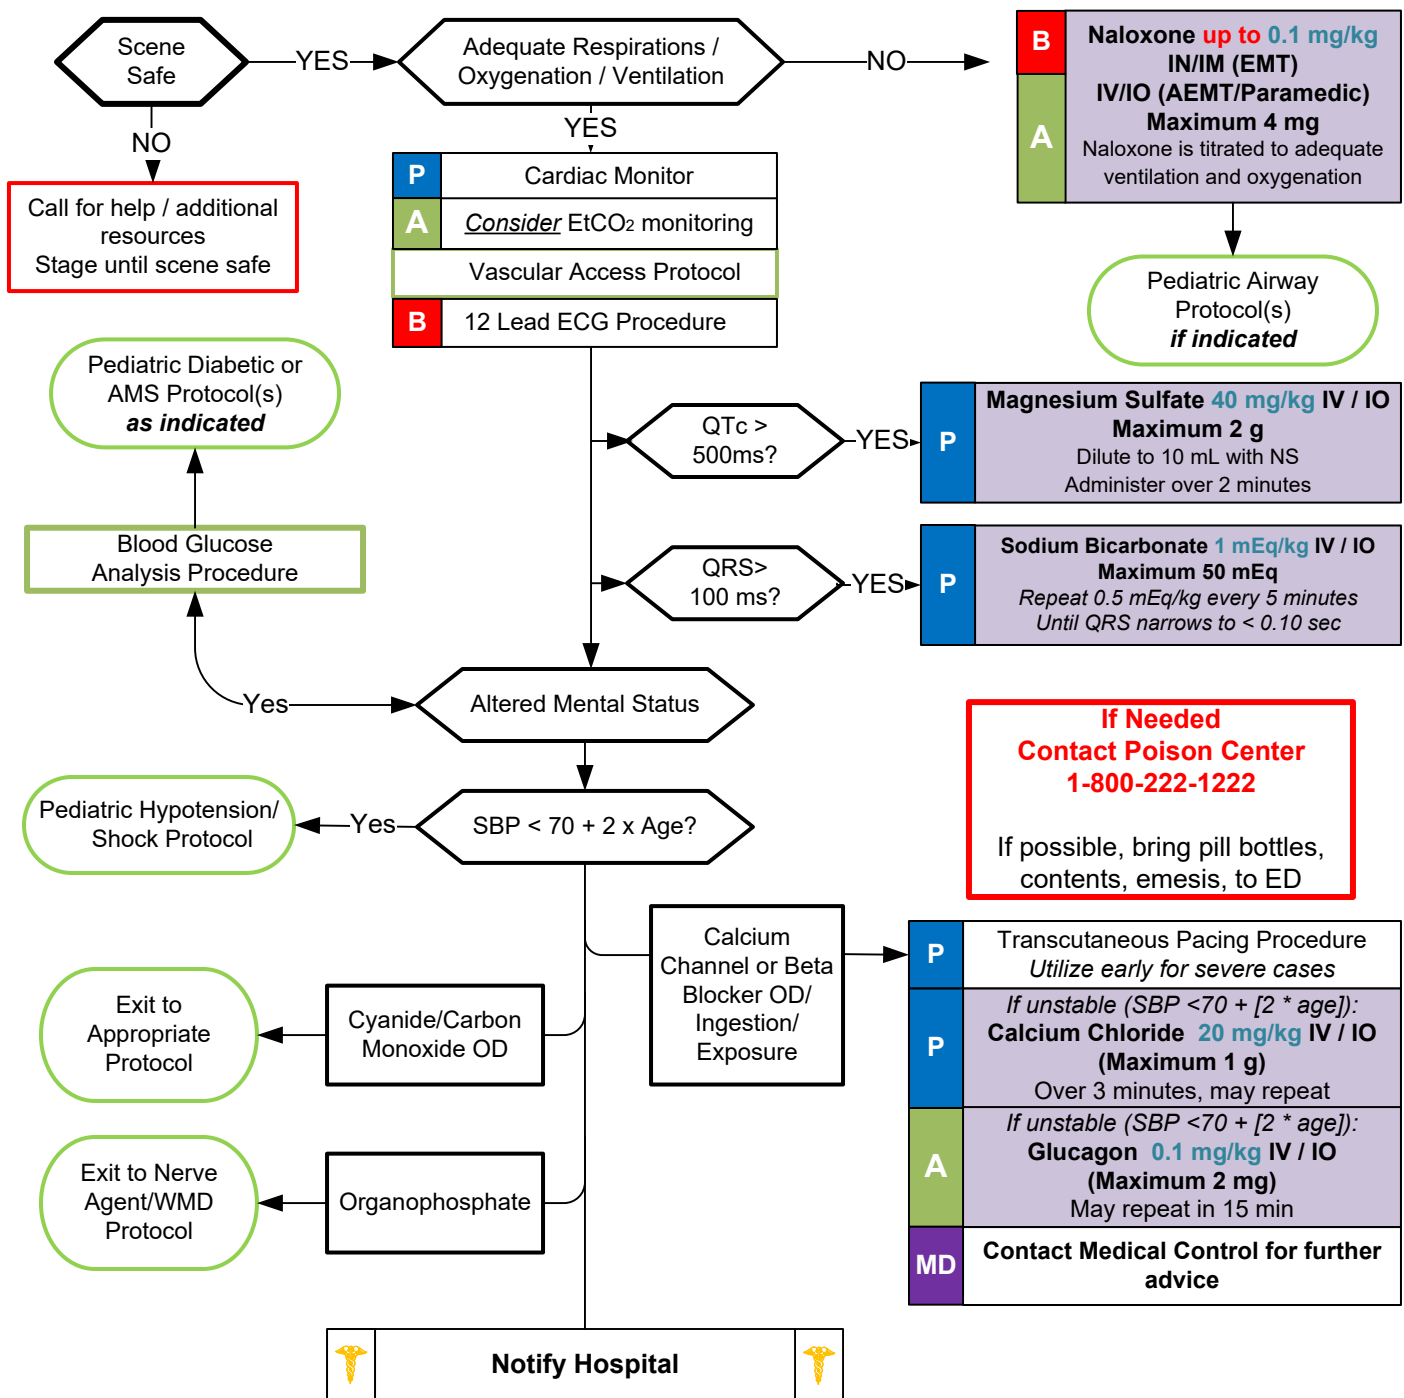 Scene
Safe
YES
Adequate Respirations /
Oxygenation / Ventilation
NO
B
A
Naloxone up to 0.1 mg/kg
IN/IM (EMT)
IV/IO (AEMT/Paramedic)
Maximum 4 mg
Naloxone is titrated to adequate
ventilation and oxygenation
NO
Call for help / additional
resources
Stage until scene safe
YES
P
Cardiac Monitor
A
Consider EtCO2 monitoring
Vascular Access Protocol
B
12 Lead ECG Procedure
Pediatric Airway
Protocol(s)
if indicated
Pediatric Diabetic or
AMS Protocol(s)
as indicated
Blood Glucose
Analysis Procedure
QTc >
500ms?
YES
P
Magnesium Sulfate 40 mg/kg IV / IO
Maximum 2 g
Dilute to 10 mL with NS
Administer over 2 minutes
QRS>
100 ms?
YES
P
Sodium Bicarbonate 1 mEq/kg IV / IO
Maximum 50 mEq
Repeat 0.5 mEq/kg every 5 minutes
Until QRS narrows to < 0.10 sec
Yes
Altered Mental Status
If Needed
Contact Poison Center
1-800-222-1222
If possible, bring pill bottles,
contents, emesis, to ED
Pediatric Hypotension/
Shock Protocol
Yes
SBP < 70 + 2 x Age?
Calcium
Channel or Beta
Blocker OD/
Ingestion/
Exposure
P
Transcutaneous Pacing Procedure
Utilize early for severe cases
P
If unstable (SBP <70 + [2 * age]):
Calcium Chloride 20 mg/kg IV / IO
(Maximum 1 g)
Over 3 minutes, may repeat
A
If unstable (SBP <70 + [2 * age]):
Glucagon 0.1 mg/kg IV / IO
(Maximum 2 mg)
May repeat in 15 min
MD
Contact Medical Control for further
advice
Exit to
Appropriate
Protocol
Cyanide/Carbon
Monoxide OD
Exit to Nerve
Agent/WMD
Protocol
Organophosphate
Notify Hospital